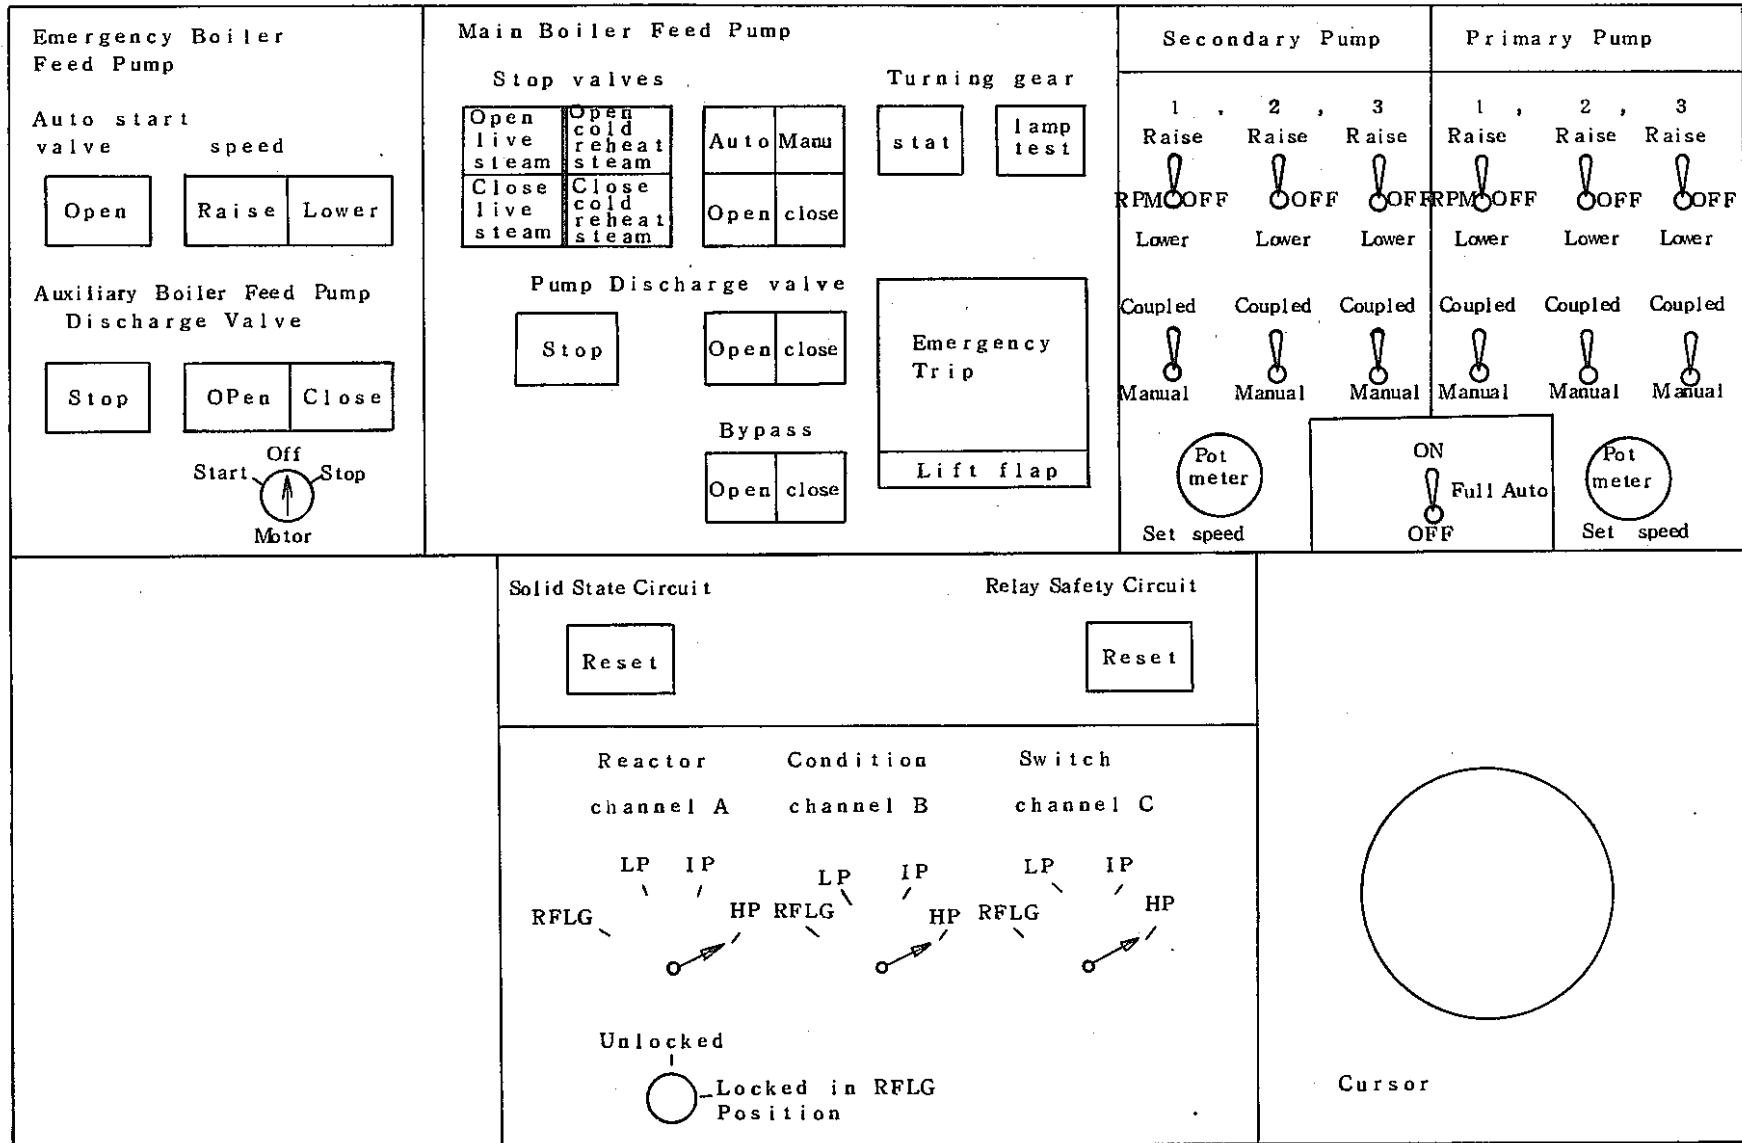 Emergency Boiler
Feed Pump
Auto start
valve speed
Open Raise Lower
Auxiliary Boiler Feed Pump
Discharge Valve
Stop OPen Close
Off
Start Stop
Motor
Main Boiler Feed Pump
Stop valves
Open
live
steam
Open
cold
reheat
steam
Close
live
steam
Close
cold
reheat
steam
Auto Manu
Open close
Turning gear
stat
lamp
test
Pump Discharge valve
Stop
Open close
Bypass
Open close
Emergency
Trip
Lift flap
Secondary Pump
1 , 2 , 3
Raise Raise Raise
RPM OFF OFF OFF
Lower Lower Lower
Coupled Coupled Coupled
Manual Manual Manual
Pot
meter
Set speed
Primary Pump
1 , 2 , 3
Raise Raise Raise
RPM OFF OFF OFF
Lower Lower Lower
Coupled Coupled Coupled
Manual Manual Manual
ON
Full Auto
OFF
Pot
meter
Set speed
Solid State Circuit Relay Safety Circuit
Reset Reset
Reactor Condition Switch
channel A channel B channel C
RFLG LP IP HP
RFLG LP IP HP
RFLG LP IP HP
Unlocked
Locked in RFLG
Position
Cursor